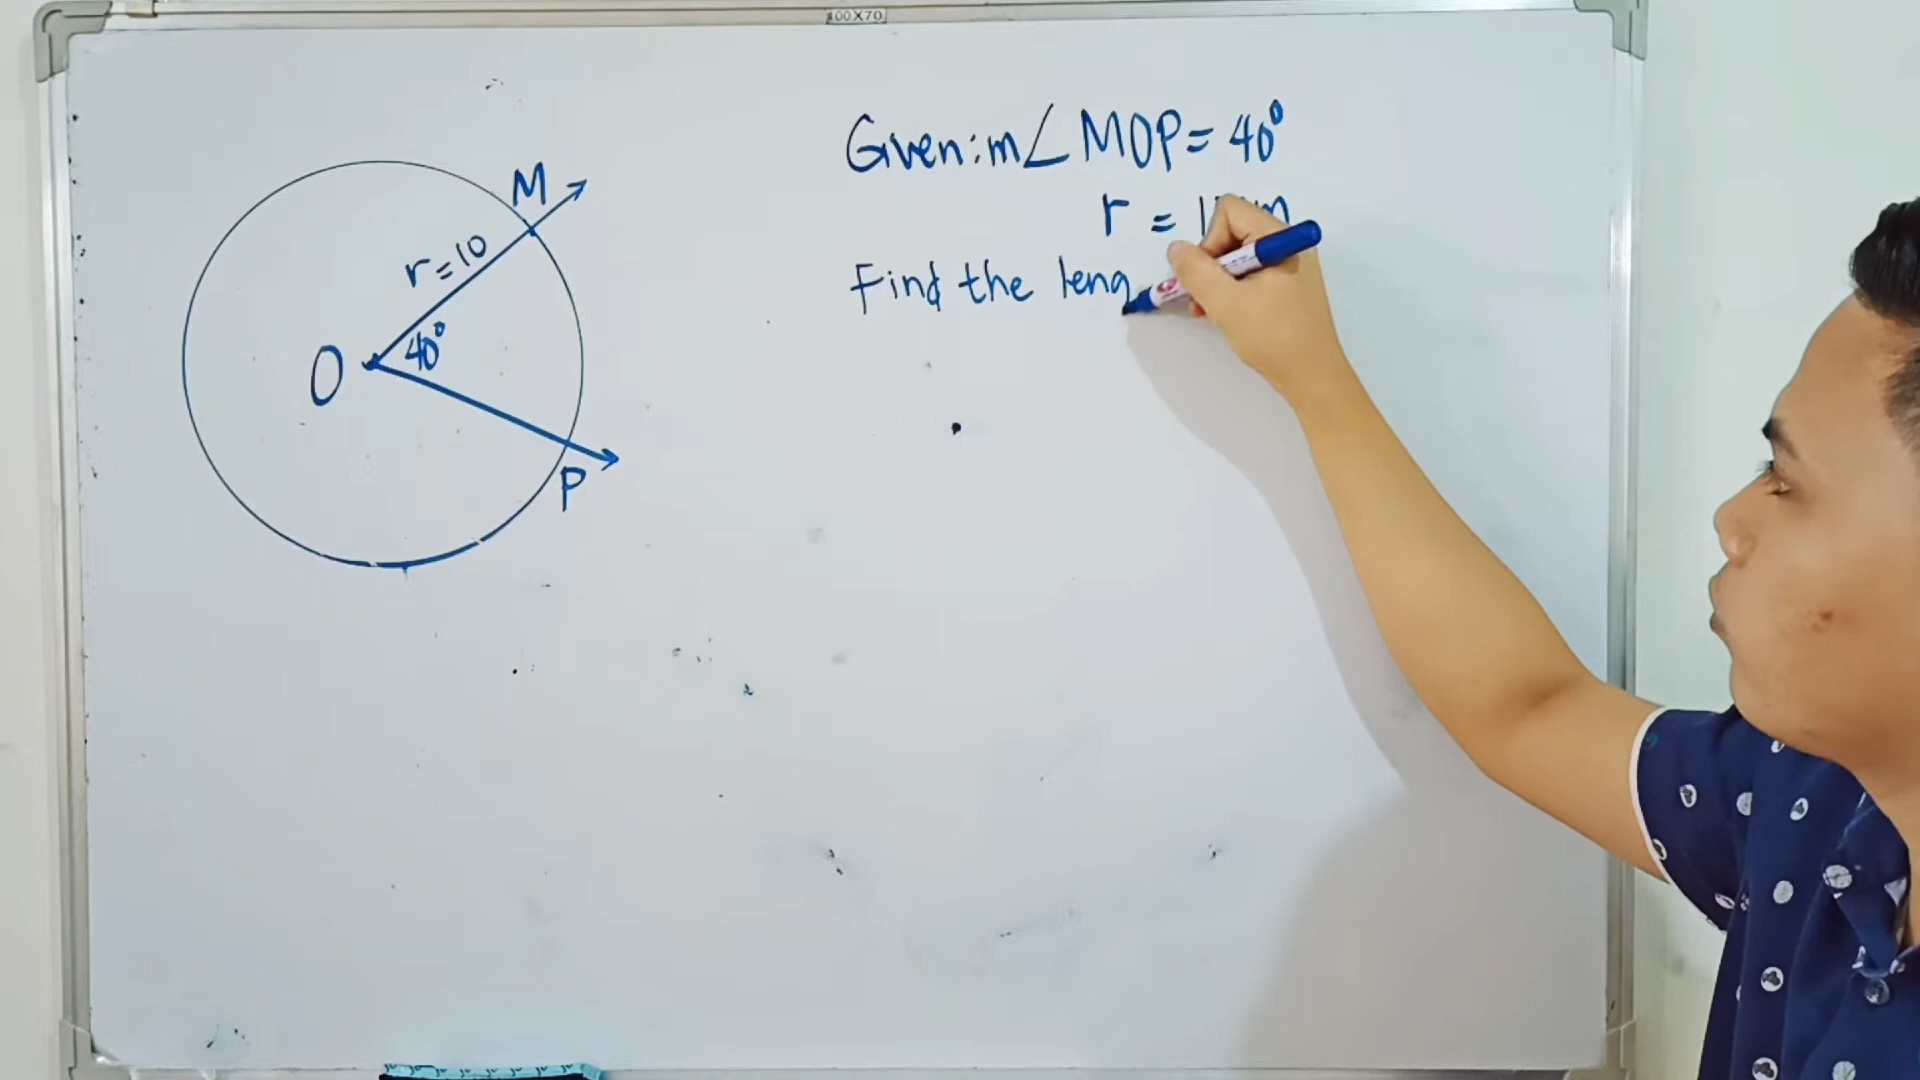 100X70
Given: m∠MOP = 40°
r =
Find the leng
M
r = 10
40°
O
P